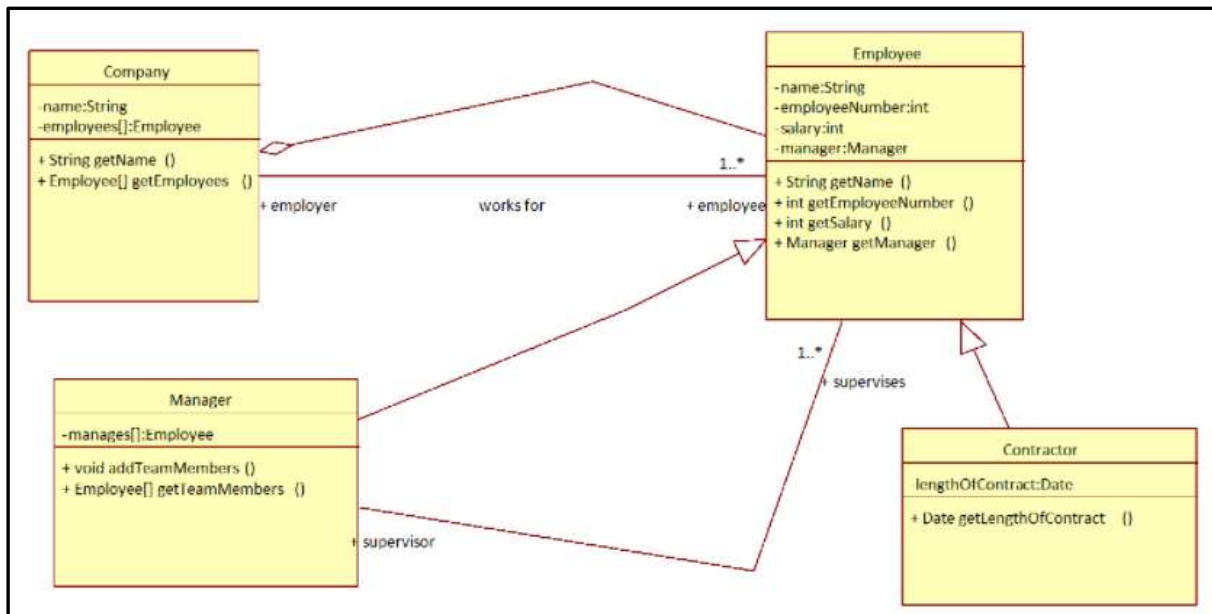 Company
-name:String
-employees[]:Employee
+ String getName ()
+ Employee[] getEmployees ()
Employee
-name:String
-employeeNumber:int
-salary:int
-manager:Manager
+ String getName ()
+ int getEmployeeNumber ()
+ int getSalary ()
+ Manager getManager ()
1..*
+ employer
works for
+ employee
1..*
+ supervises
Manager
-manages[]:Employee
+ void addTeamMembers ()
+ Employee[] getTeamMembers ()
+ supervisor
Contractor
-lengthOfContract:Date
+ Date getLengthOfContract ()